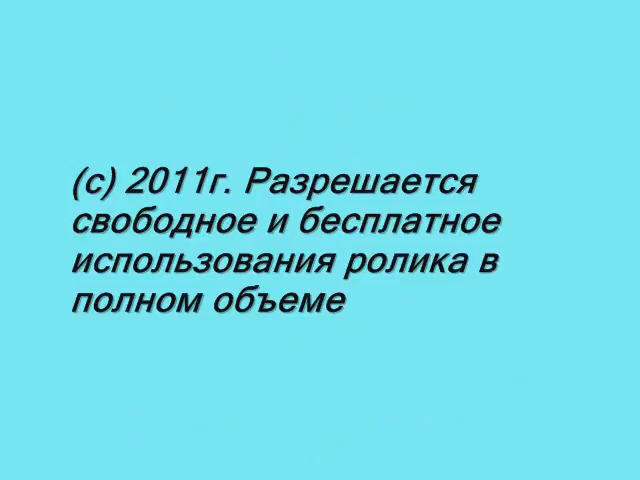 (с) 2011г. Разрешается
свободное и бесплатное
использования ролика в
полном объеме